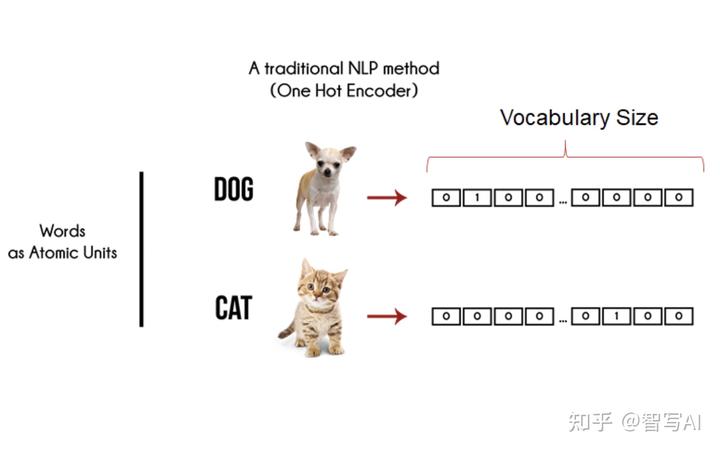 A traditional NLP method
(One Hot Encoder)
Vocabulary Size
DOG
0 1 0 0 ... 0 0 0 0
Words
as Atomic Units
CAT
0 0 0 0 ... 0 1 0 0
知乎 @智写AI